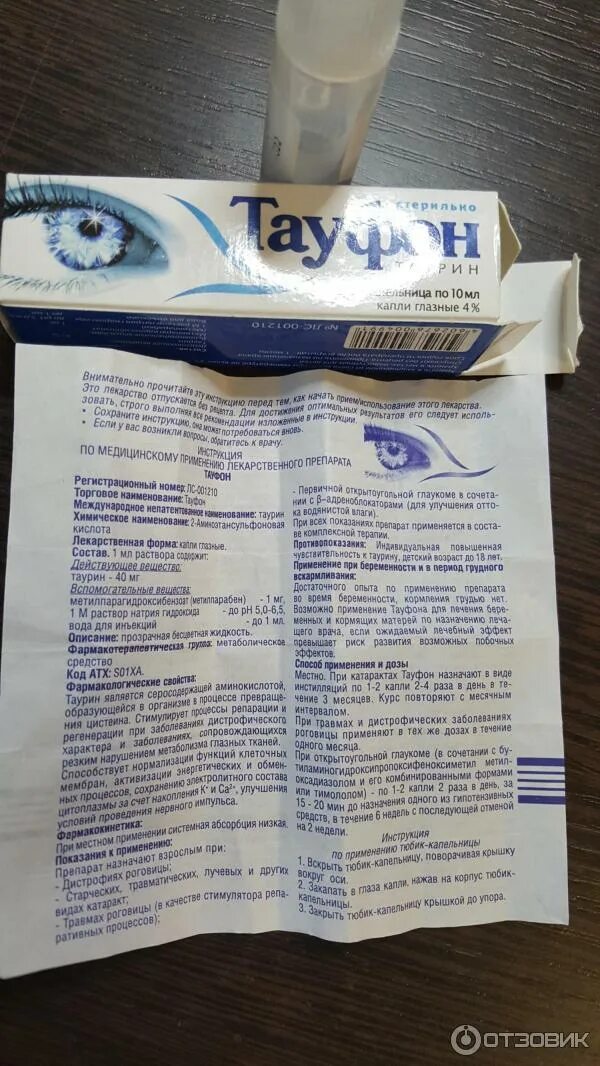 стерильно
Тауфон
капельница по 10 мл
капли глазные 4%
№ ЛС-001210
Внимательно прочитайте эту инструкцию перед тем, как начать прием/использование этого лекарства.
Это лекарство отпускается без рецепта. Для достижения оптимальных результатов его следует исполь-
зовать, строго выполняя все рекомендации изложенные в инструкции.
• Сохраните инструкцию, она может потребоваться вновь.
• Если у вас возникли вопросы, обратитесь к врачу.
ИНСТРУКЦИЯ
ПО МЕДИЦИНСКОМУ ПРИМЕНЕНИЮ ЛЕКАРСТВЕННОГО ПРЕПАРАТА
ТАУФОН
Регистрационный номер: ЛС-001210
Торговое наименование: Тауфон
Международное непатентованное наименование: таурин
Химическое наименование: 2-Аминоэтансульфоновая
кислота
Лекарственная форма: капли глазные.
Состав. 1 мл раствора содержит:
Действующее вещество:
таурин - 40 мг
Вспомогательные вещества:
метилпарагидроксибензоат (метилпарабен) - 1 мг,
1 М раствор натрия гидроксида - до pH 5,0-6,5,
вода для инъекций - до 1 мл.
Описание: прозрачная бесцветная жидкость.
Фармакотерапевтическая группа: метаболическое
средство
Код АТХ: S01XA.
Фармакологические свойства:
Таурин является серосодержащей аминокислотой,
образующейся в организме в процессе превраще-
ния цистеина. Стимулирует процессы репарации и
регенерации при заболеваниях дистрофического
характера и заболеваниях, сопровождающихся
резким нарушением метаболизма глазных тканей.
Способствует нормализации функций клеточных
мембран, активизации энергетических и обмен-
ных процессов, сохранению электролитного состава
цитоплазмы за счет накопления K⁺ и Ca²⁺, улучшения
условий проведения нервного импульса.
Фармакокинетика:
При местном применении системная абсорбция низкая.
Показания к применению:
Препарат назначают взрослым при:
- Дистрофиях роговицы;
- Старческих, травматических, лучевых и других
видах катаракт;
- Травмах роговицы (в качестве стимулятора репа-
ративных процессов);
- Первичной открытоугольной глаукоме в сочета-
нии с β-адреноблокаторами (для улучшения отто-
ка водянистой влаги).
При всех показаниях препарат применяется в соста-
ве комплексной терапии.
Противопоказания: Индивидуальная повышенная
чувствительность к таурину, детский возраст до 18 лет.
Применение при беременности и в период грудного
вскармливания:
Достаточного опыта по применению препарата
во время беременности, кормления грудью нет.
Возможно применение Тауфона для лечения бере-
менных и кормящих матерей по назначению леча-
щего врача, если ожидаемый лечебный эффект
превышает риск развития возможных побочных
эффектов.
Способ применения и дозы
Местно. При катарактах Тауфон назначают в виде
инстилляций по 1-2 капли 2-4 раза в день в те-
чение 3 месяцев. Курс повторяют с месячным
интервалом.
При травмах и дистрофических заболеваниях
роговицы применяют в тех же дозах в течение
одного месяца.
При открытоугольной глаукоме (в сочетании с бу-
тиламиногидроксипропоксифеноксиметил метил-
оксадиазолом и его комбинированными формами
или тимололом) - по 1-2 капли 2 раза в день, за
15 - 20 мин до назначения одного из гипотензивных
средств, в течение 6 недель с последующей отменой
на 2 недели.
Инструкция
по применению тюбик-капельницы
1. Вскрыть тюбик-капельницу, поворачивая крышку
вокруг оси.
2. Закапать в глаза капли, нажав на корпус тюбик-
капельницы.
3. Закрыть тюбик-капельницу крышкой до упора.
ОТЗОВИК